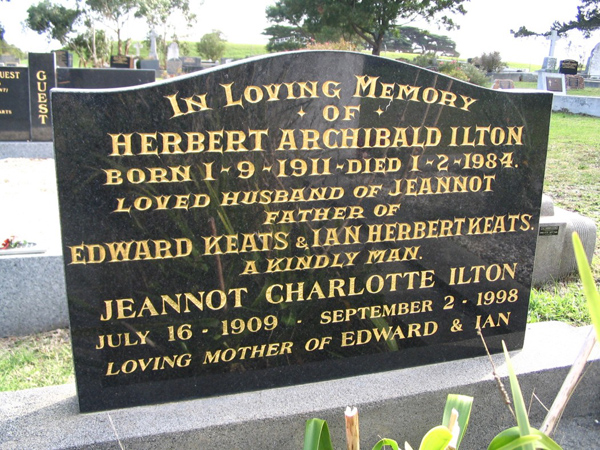 In Loving Memory
OF
HERBERT ARCHIBALD ILTON
BORN 1-9-1911-DIED 1-2-1984.
LOVED HUSBAND OF JEANNOT
FATHER OF
EDWARD KEATS & IAN HERBERT KEATS.
A KINDLY MAN.
JEANNOT CHARLOTTE ILTON
JULY 16 - 1909 - SEPTEMBER 2 - 1998
LOVING MOTHER OF EDWARD & IAN
GUEST
GUEST